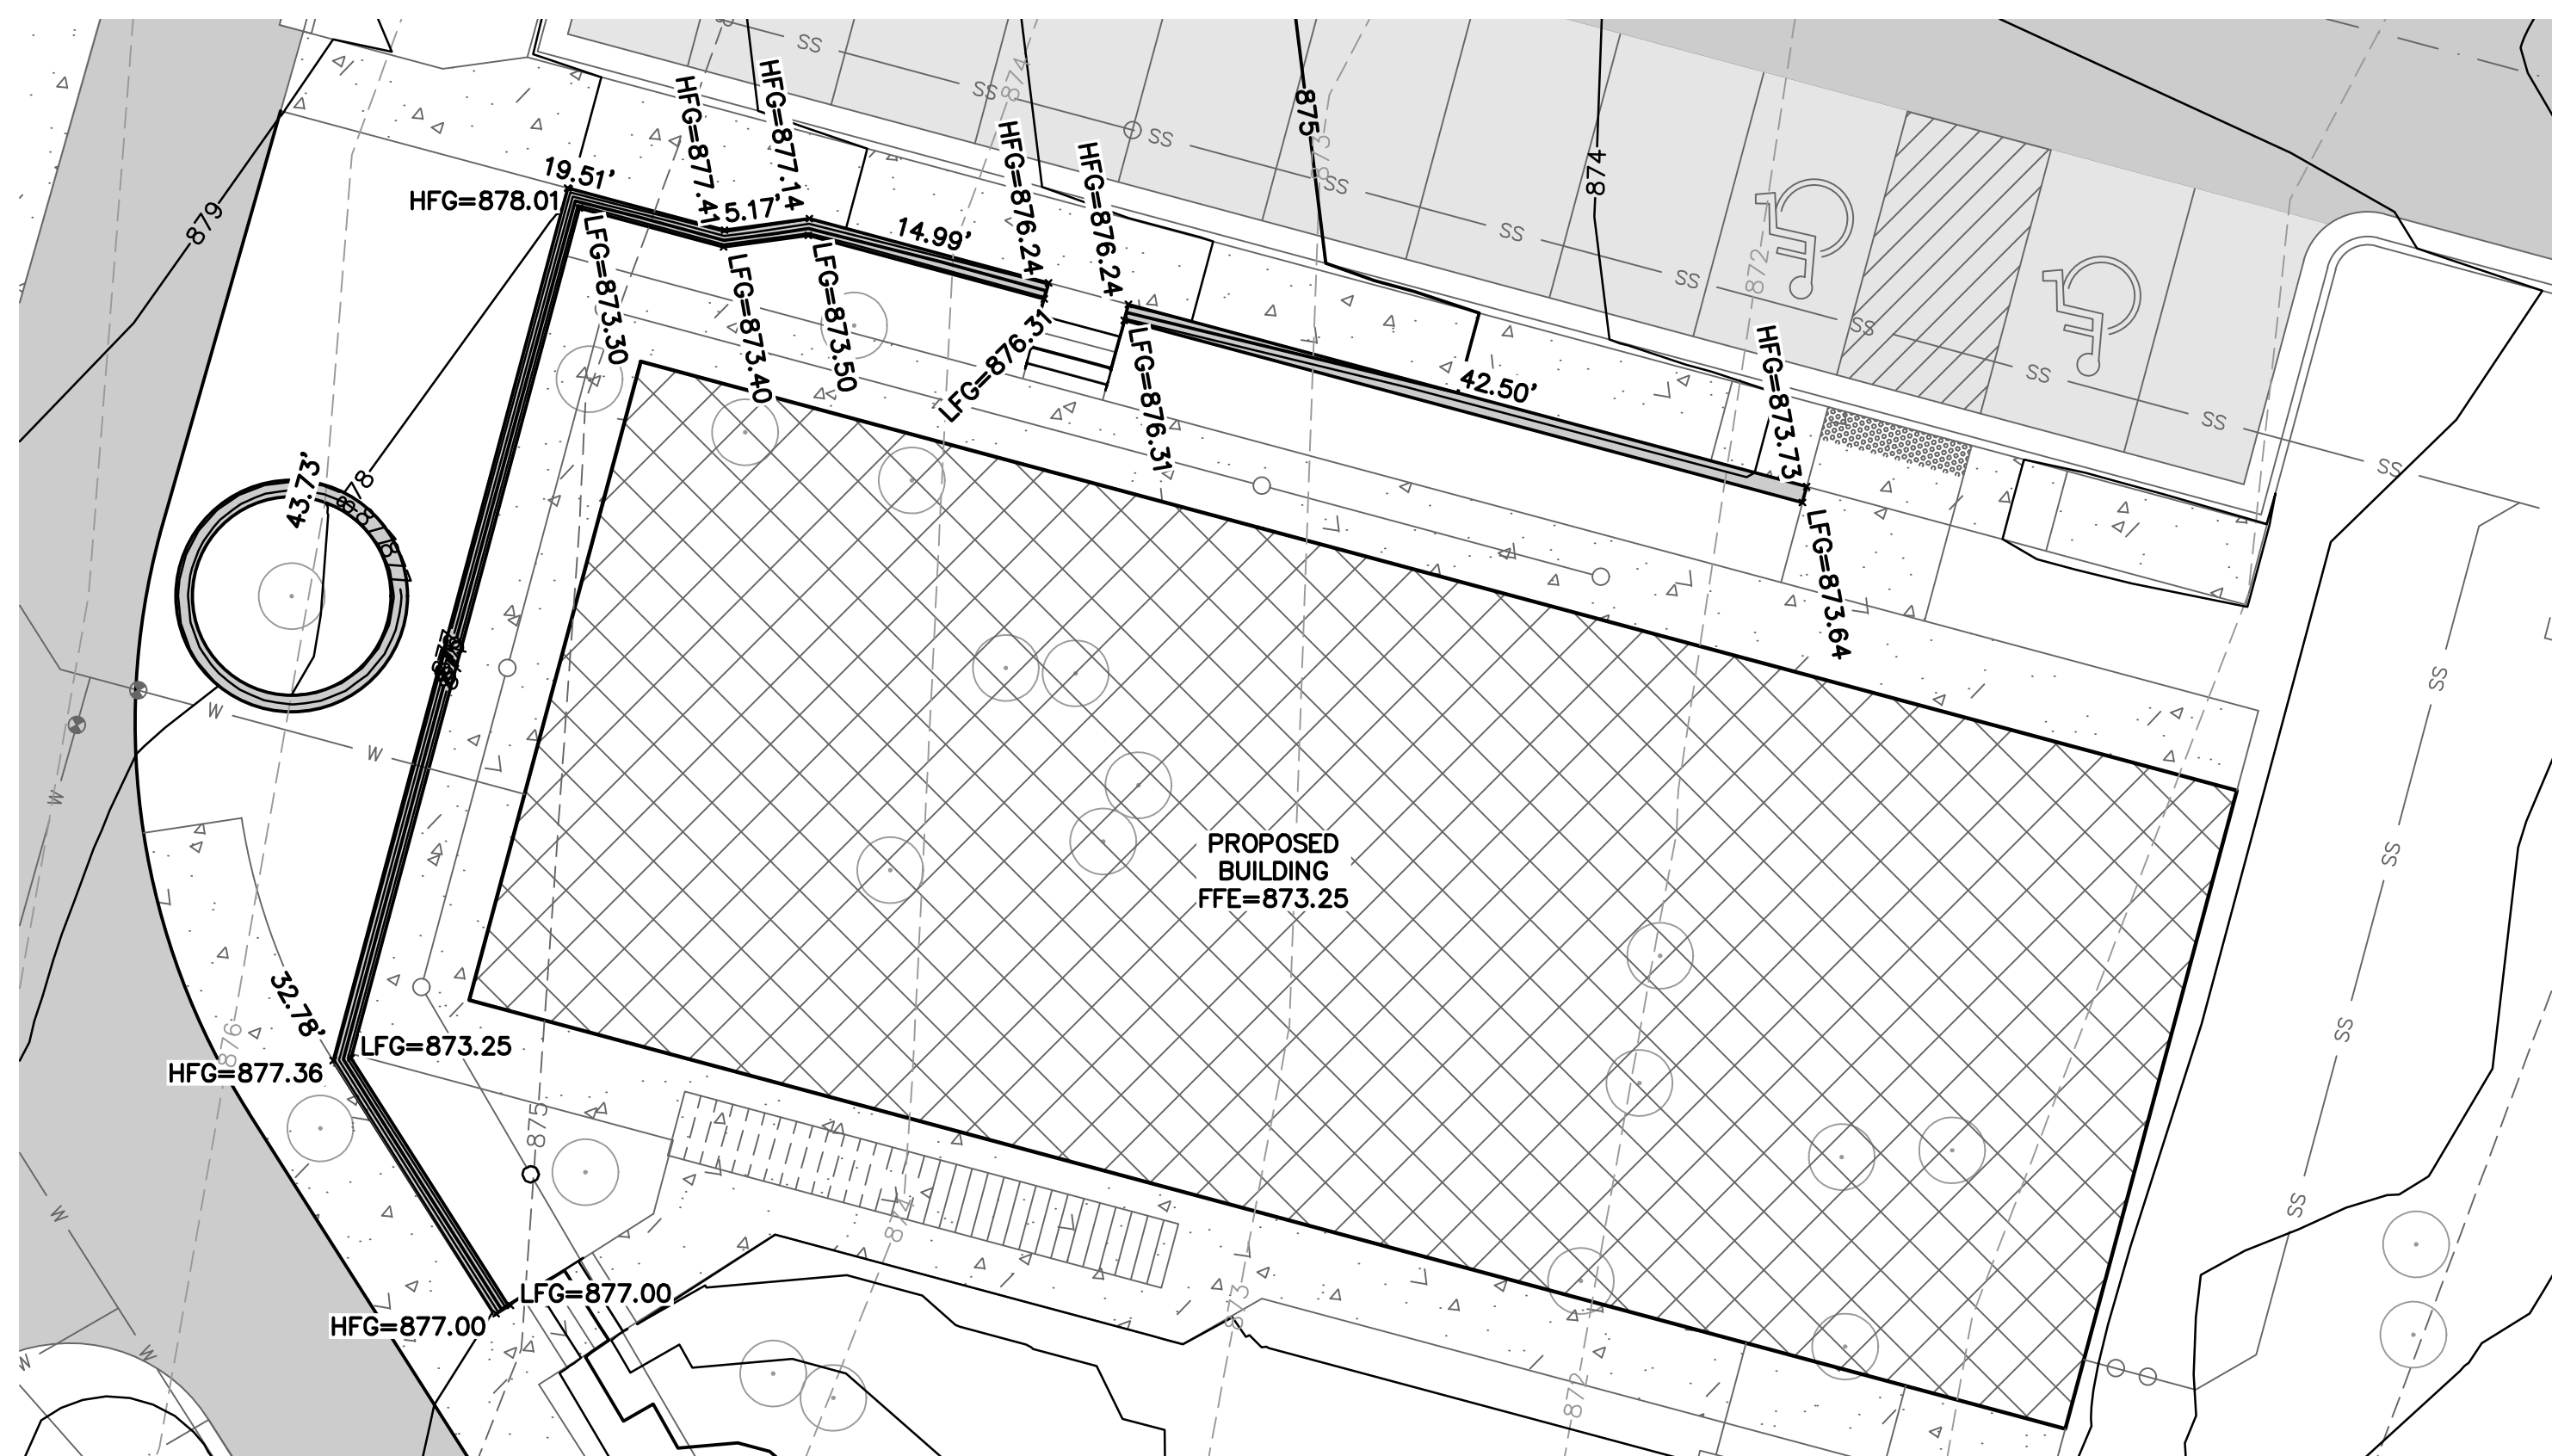 SS
SS
SS
SS
SS
SS
SS
SS
SS
SS
874
875
873
874
872
HFG=877.41
HFG=877.14
HFG=876.24
HFG=876.24
19.51'
HFG=878.01
5.17'
14.99'
879
LFG=873.30
LFG=873.40
LFG=873.50
LFG=876.31
LFG=876.31
42.50'
HFG=873.73
LFG=873.64
43.73'
878
877
877
W
W
W
SS
SS
SS
SS
PROPOSED
BUILDING
FFE=873.25
32.78'
876
LFG=873.25
HFG=877.36
875
874
873
872
LFG=877.00
HFG=877.00
W
W
W